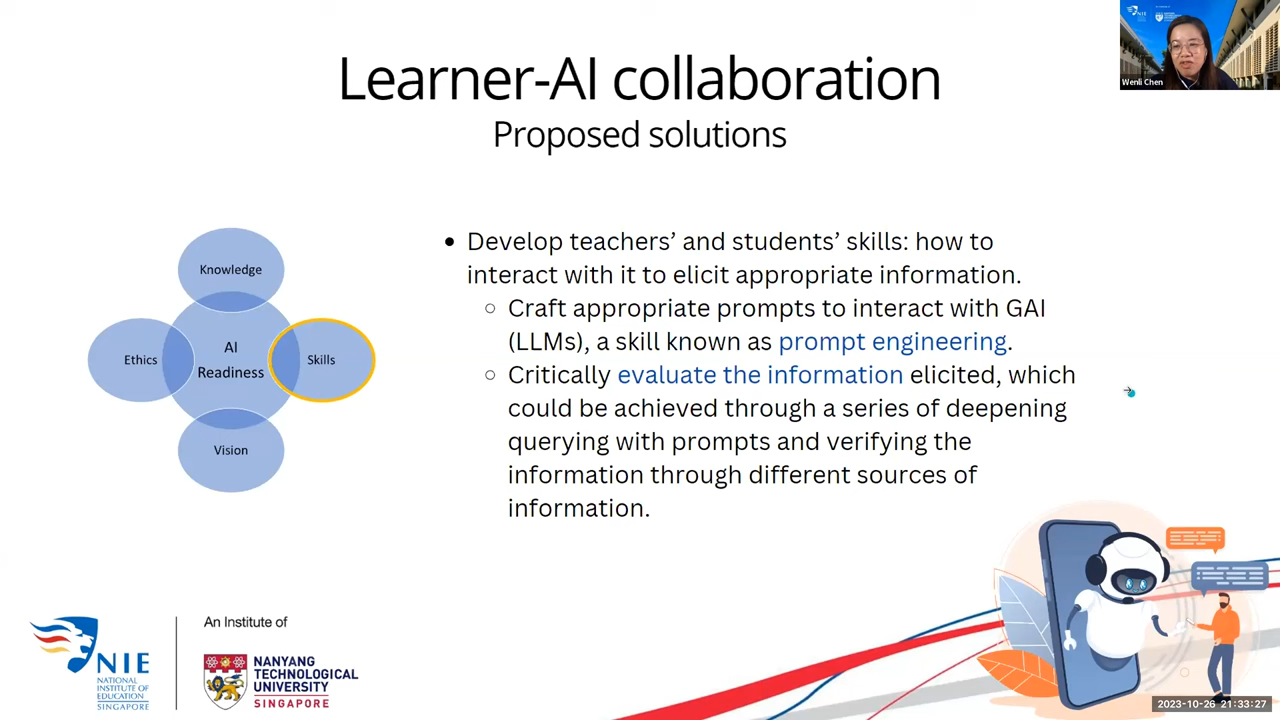 Learner-AI collaboration
Proposed solutions
Wenli Chen
Knowledge
Ethics
AI
Readiness
Skills
Vision
• Develop teachers’ and students’ skills: how to
interact with it to elicit appropriate information.
○ Craft appropriate prompts to interact with GAI
(LLMs), a skill known as prompt engineering.
○ Critically evaluate the information elicited, which
could be achieved through a series of deepening
querying with prompts and verifying the
information through different sources of
information.
NIE
NATIONAL
INSTITUTE OF
EDUCATION
SINGAPORE
An Institute of
NANYANG
TECHNOLOGICAL
UNIVERSITY
SINGAPORE
2023-10-26 21:33:27